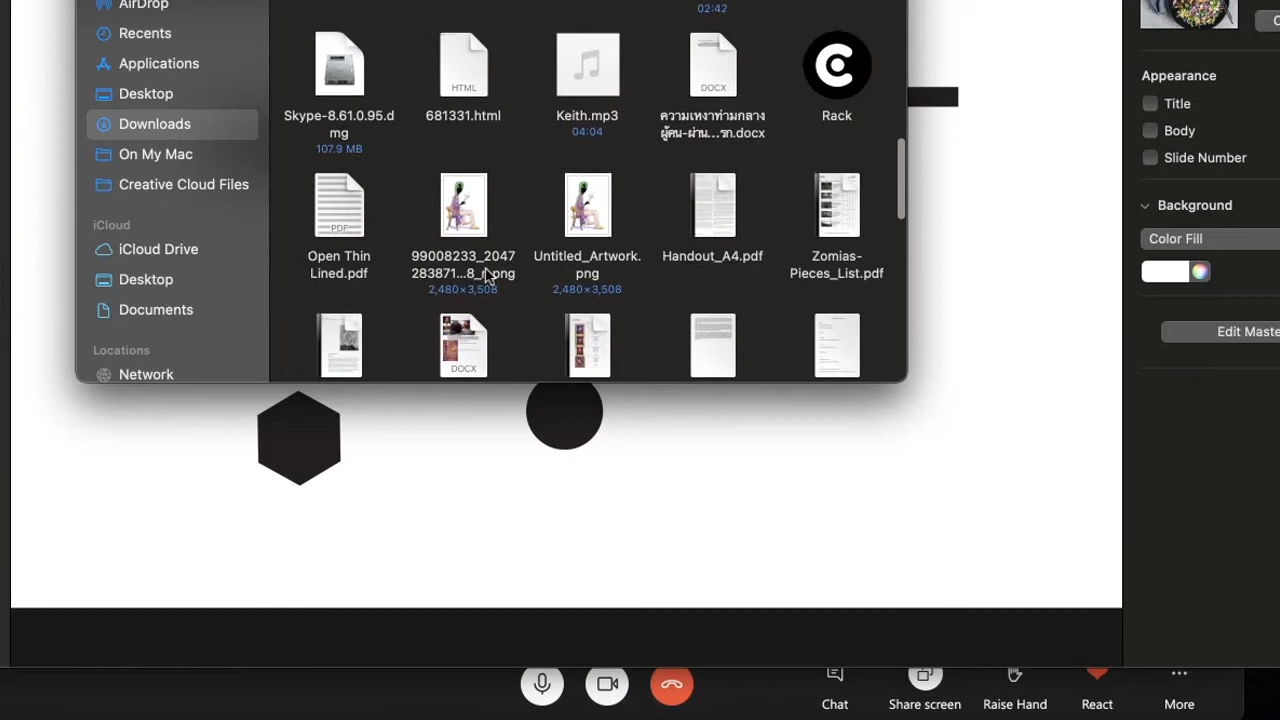 AirDrop
Recents
Applications
Desktop
Downloads
On My Mac
Creative Cloud Files
iCloud
iCloud Drive
Desktop
Documents
Locations
Network
02:42
Skype-8.61.0.95.d
mg
107.9 MB
HTML
681331.html
Keith.mp3
04:04
DOCX
ความเหงาท่ามกลาง
ผู้คน-ผ่าน...รก.docx
Rack
PDF
Open Thin
Lined.pdf
99008233_2047
283871...8_n.png
2,480×3,508
Untitled_Artwork.
png
2,480×3,508
Handout_A4.pdf
Zomias-
Pieces_List.pdf
DOCX
Appearance
Title
Body
Slide Number
Background
Color Fill
Edit Maste
Chat
Share screen
Raise Hand
React
More